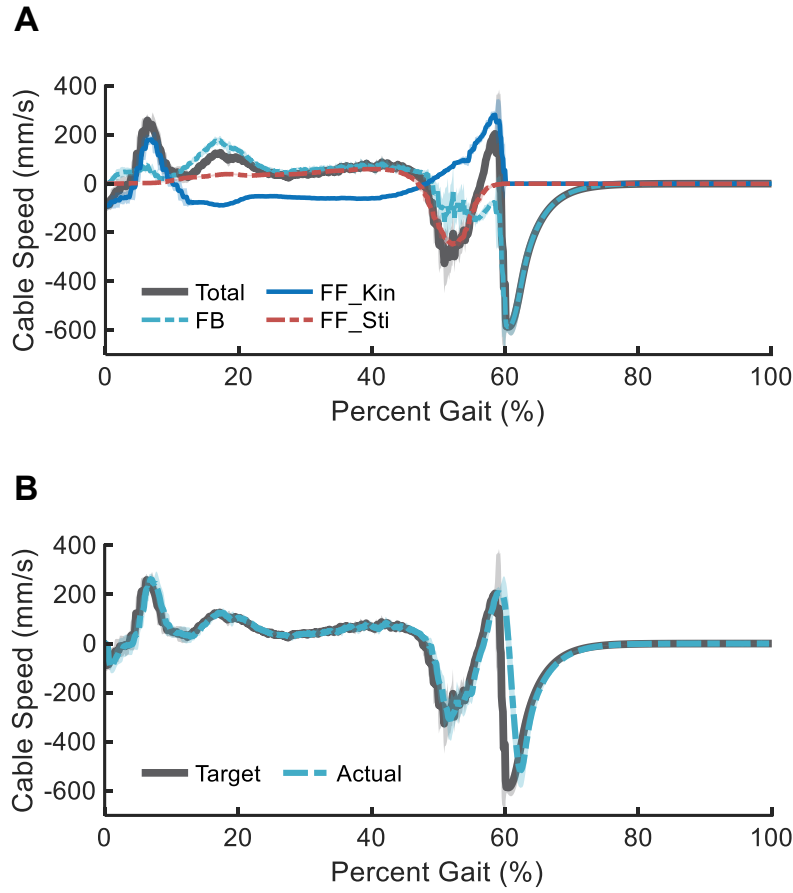 A
Cable Speed (mm/s)
400
200
0
-200
-400
-600
Total
FF_Kin
FB
FF_Sti
0 20 40 60 80 100
Percent Gait (%)
B
Cable Speed (mm/s)
400
200
0
-200
-400
-600
Target
Actual
0 20 40 60 80 100
Percent Gait (%)